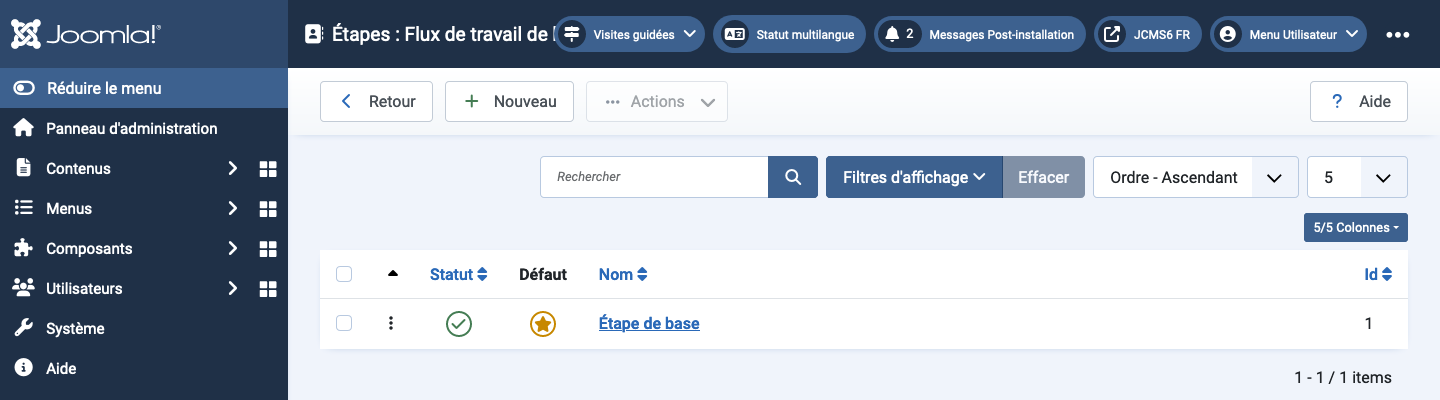 Joomla!
Étapes : Flux de travail de
Visites guidées
Statut multilangue
2 Messages Post-installation
JCMS6 FR
Menu Utilisateur
Réduire le menu
Panneau d'administration
Contenus
Menus
Composants
Utilisateurs
Système
Aide
Retour
Nouveau
Actions
Aide
Rechercher
Filtres d'affichage
Effacer
Ordre - Ascendant
5
5/5 Colonnes
Statut Défaut Nom Id
Étape de base 1
1 - 1 / 1 items